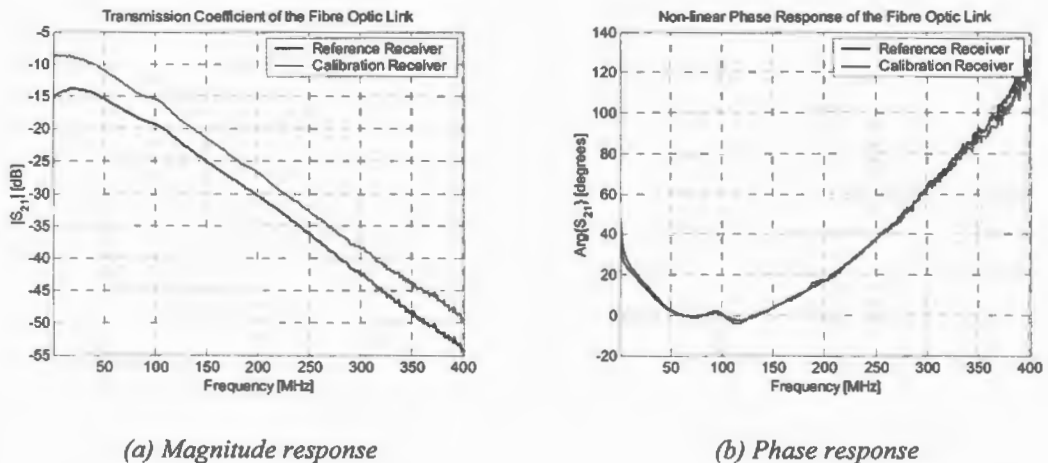 Transmission Coefficient of the Fibre Optic Link
-5
-10
-15
-20
-25
-30
-35
-40
-45
-50
-55
|S21| [dB]
Reference Receiver
Calibration Receiver
50 100 150 200 250 300 350 400
Frequency [MHz]
(a) Magnitude response
Non-linear Phase Response of the Fibre Optic Link
140
120
100
80
60
40
20
0
-20
Arg{S21} [degrees]
Reference Receiver
Calibration Receiver
50 100 150 200 250 300 350 400
Frequency [MHz]
(b) Phase response